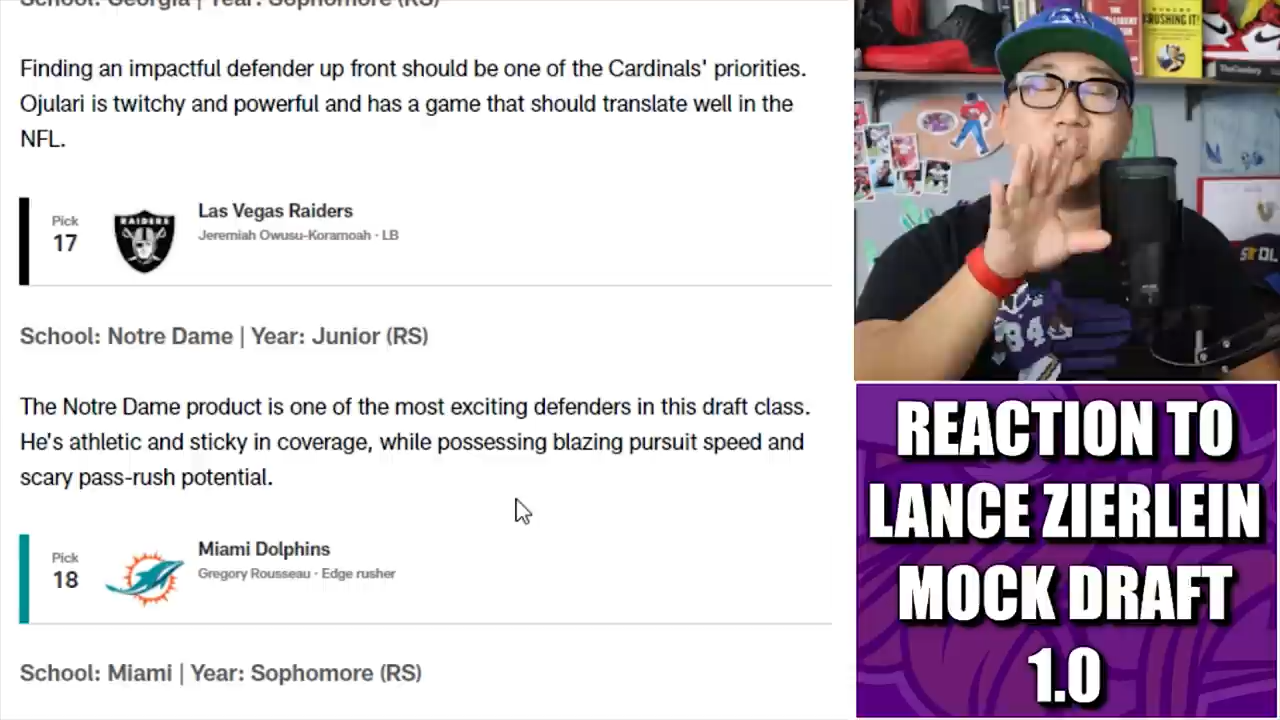 School: Georgia | Year: Sophomore (RS)
Finding an impactful defender up front should be one of the Cardinals' priorities.
Ojulari is twitchy and powerful and has a game that should translate well in the
NFL.
Pick
17
RAIDERS
Las Vegas Raiders
Jeremiah Owusu-Koramoah · LB
School: Notre Dame | Year: Junior (RS)
The Notre Dame product is one of the most exciting defenders in this draft class.
He's athletic and sticky in coverage, while possessing blazing pursuit speed and
scary pass-rush potential.
Pick
18
Miami Dolphins
Gregory Rousseau · Edge rusher
School: Miami | Year: Sophomore (RS)
CRUSHING IT!
84
REACTION TO
LANCE ZIERLEIN
MOCK DRAFT
1.0